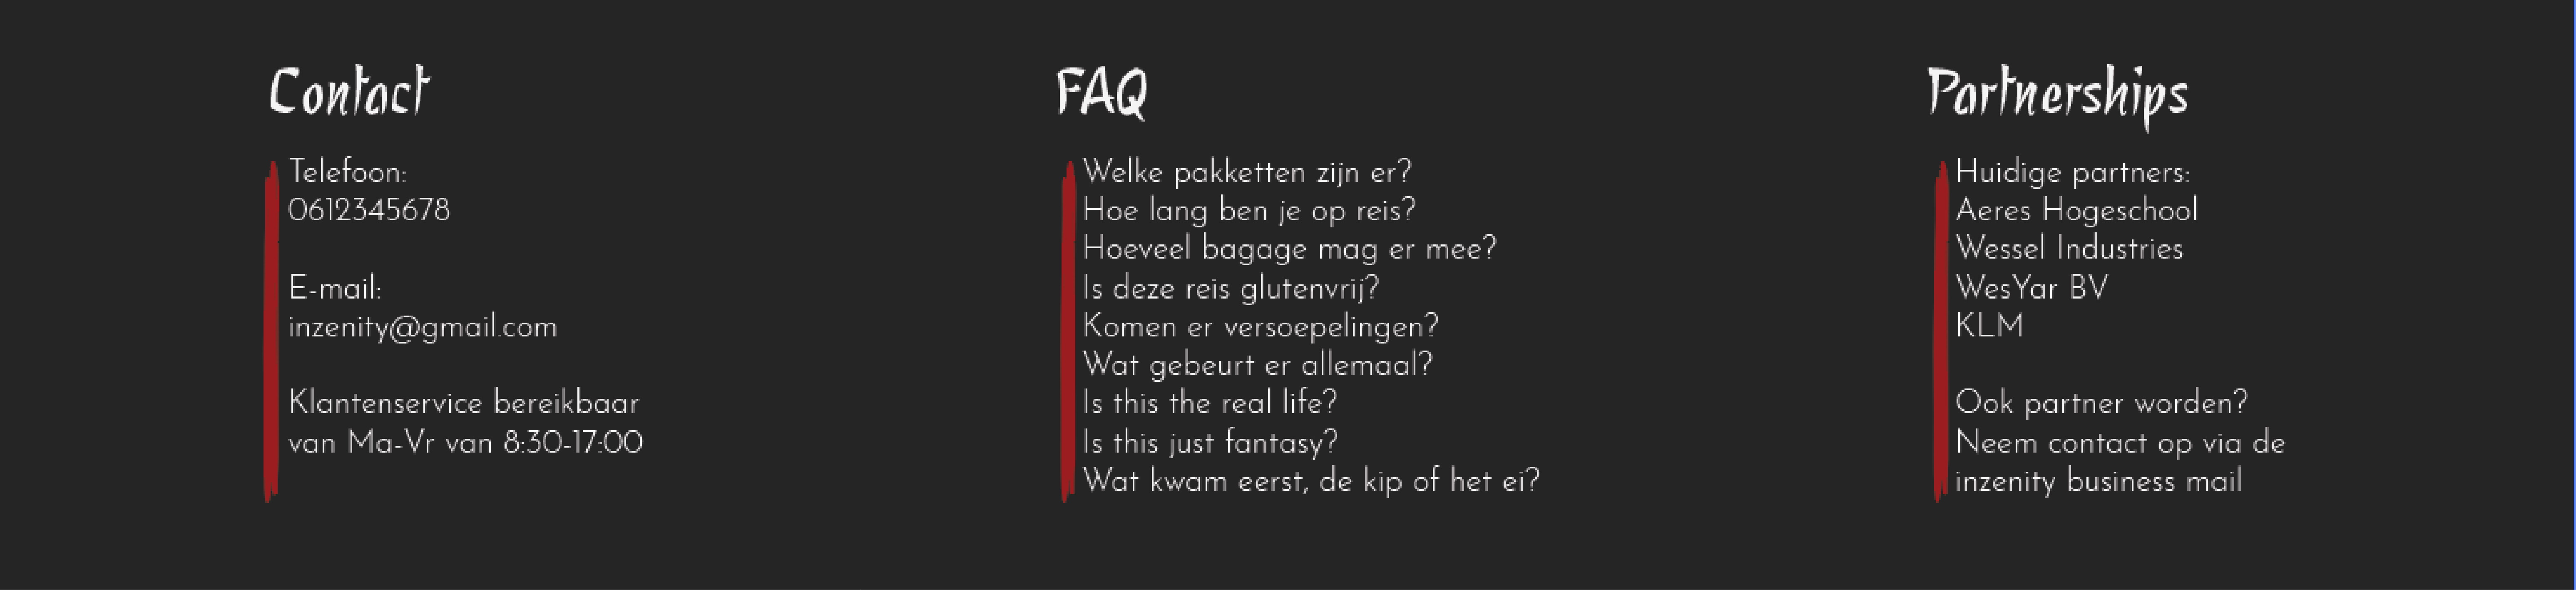 Contact
Telefoon:
0612345678
E-mail:
inzenity@gmail.com
Klantenservice bereikbaar
van Ma-Vr van 8:30-17:00
FAQ
Welke pakketten zijn er?
Hoe lang ben je op reis?
Hoeveel bagage mag er mee?
Is deze reis glutenvrij?
Komen er versoepelingen?
Wat gebeurt er allemaal?
Is this the real life?
Is this just fantasy?
Wat kwam eerst, de kip of het ei?
Partnerships
Huidige partners:
Aeres Hogeschool
Wessel Industries
WesYar BV
KLM
Ook partner worden?
Neem contact op via de
inzenity business mail